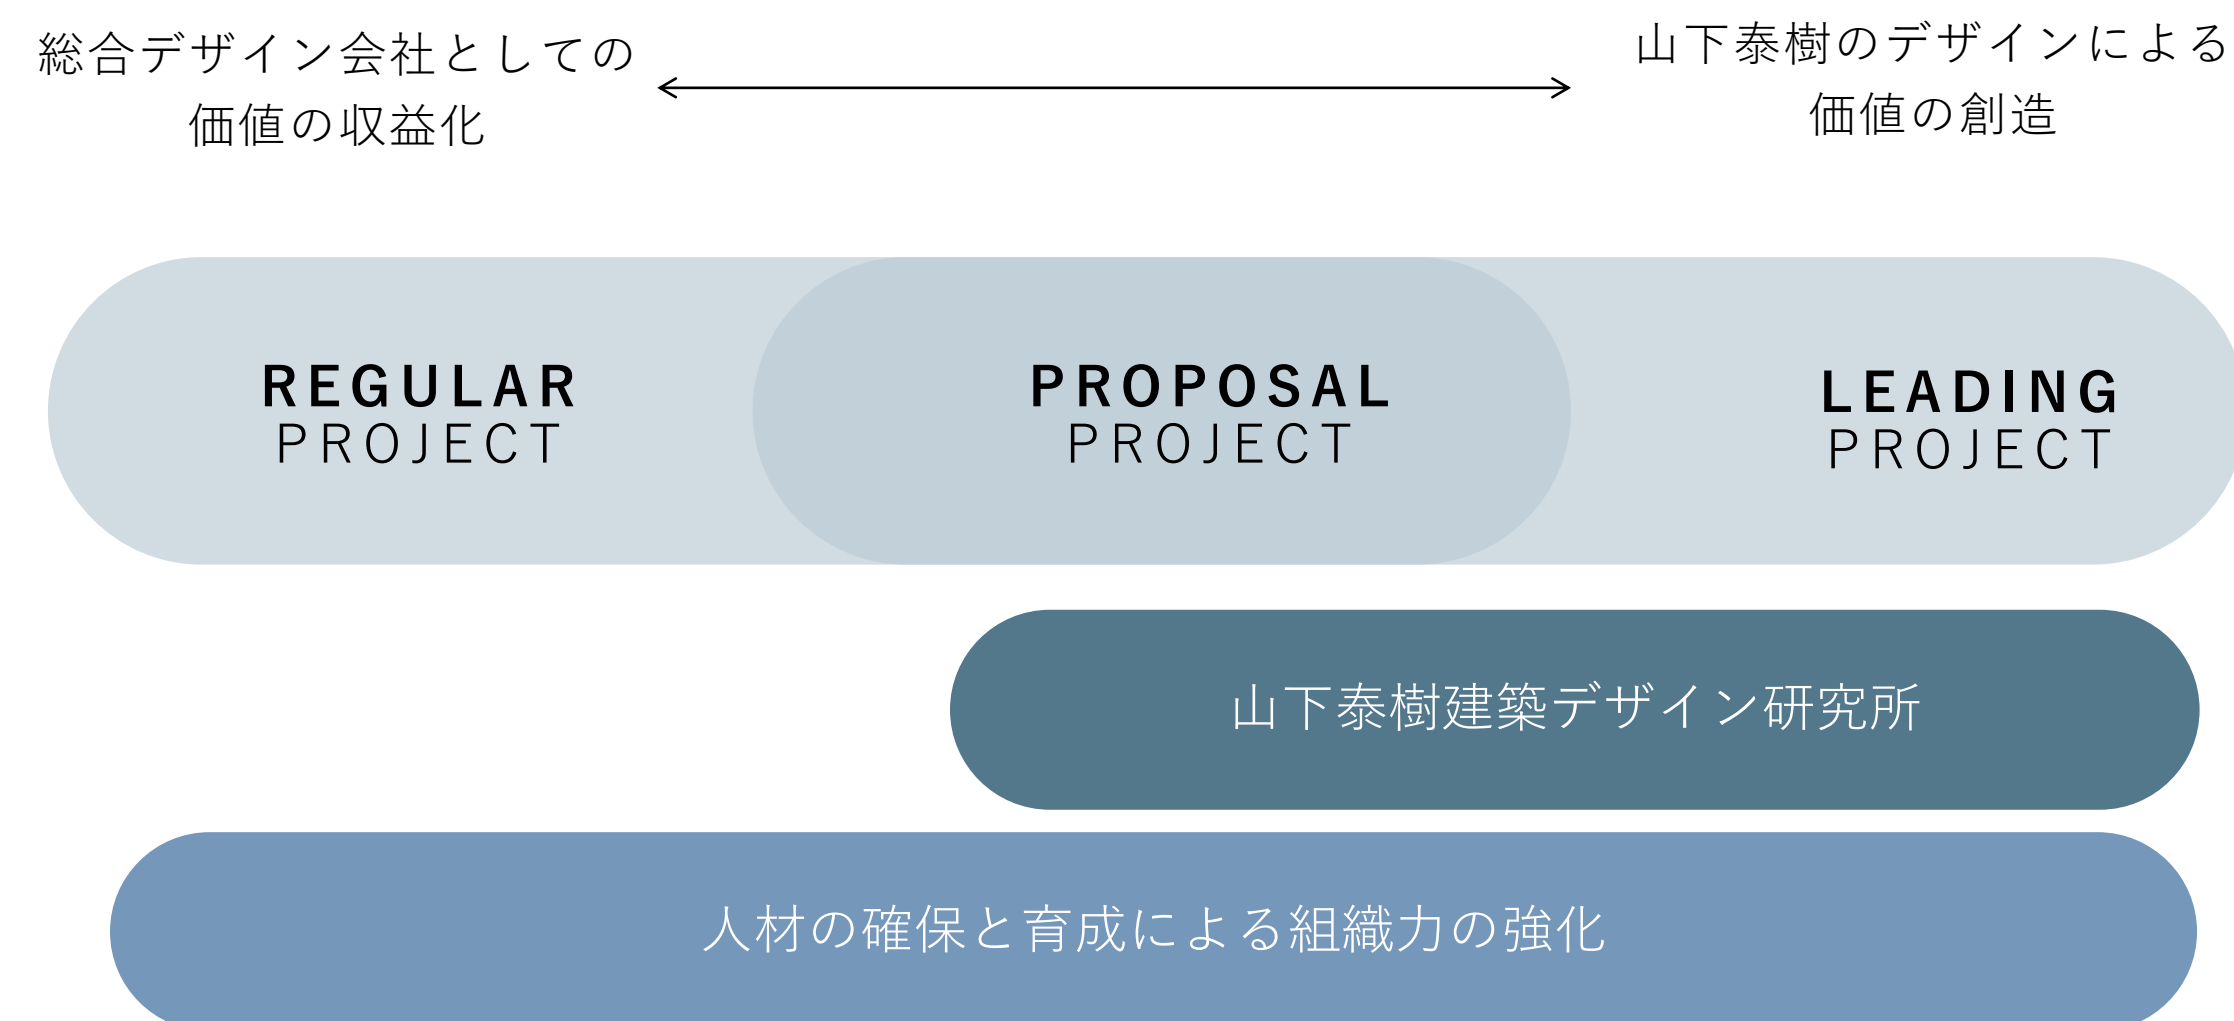 総合デザイン会社としての
価値の収益化
山下泰樹のデザインによる
価値の創造
REGULAR
PROJECT
PROPOSAL
PROJECT
LEADING
PROJECT
山下泰樹建築デザイン研究所
人材の確保と育成による組織力の強化